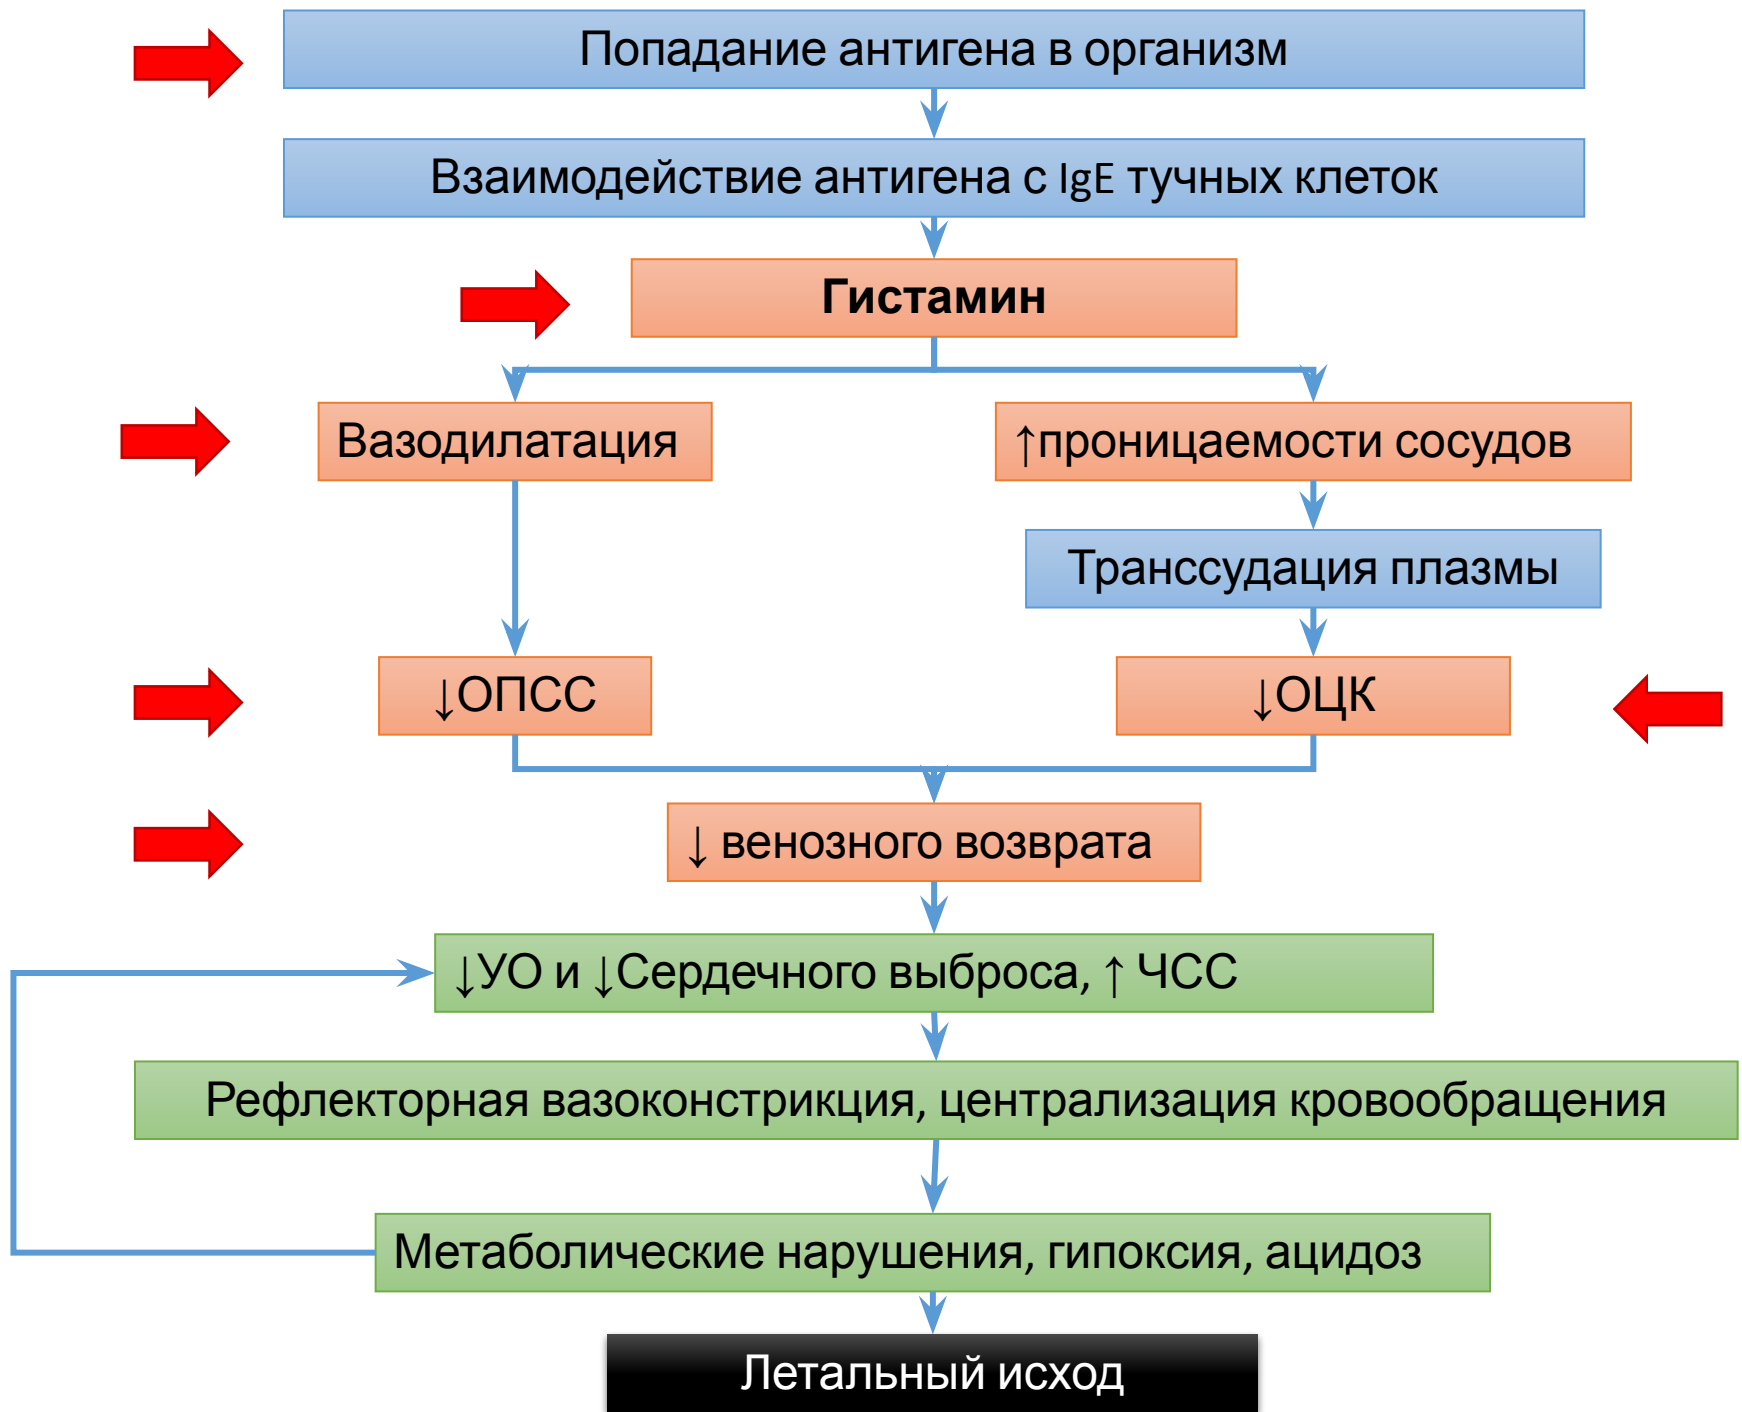 Попадание антигена в организм
Взаимодействие антигена с IgE тучных клеток
Гистамин
Вазодилатация
↑проницаемости сосудов
Транссудация плазмы
↓ОПСС
↓ОЦК
↓ венозного возврата
↓УО и ↓Сердечного выброса, ↑ ЧСС
Рефлекторная вазоконстрикция, централизация кровообращения
Метаболические нарушения, гипоксия, ацидоз
Летальный исход